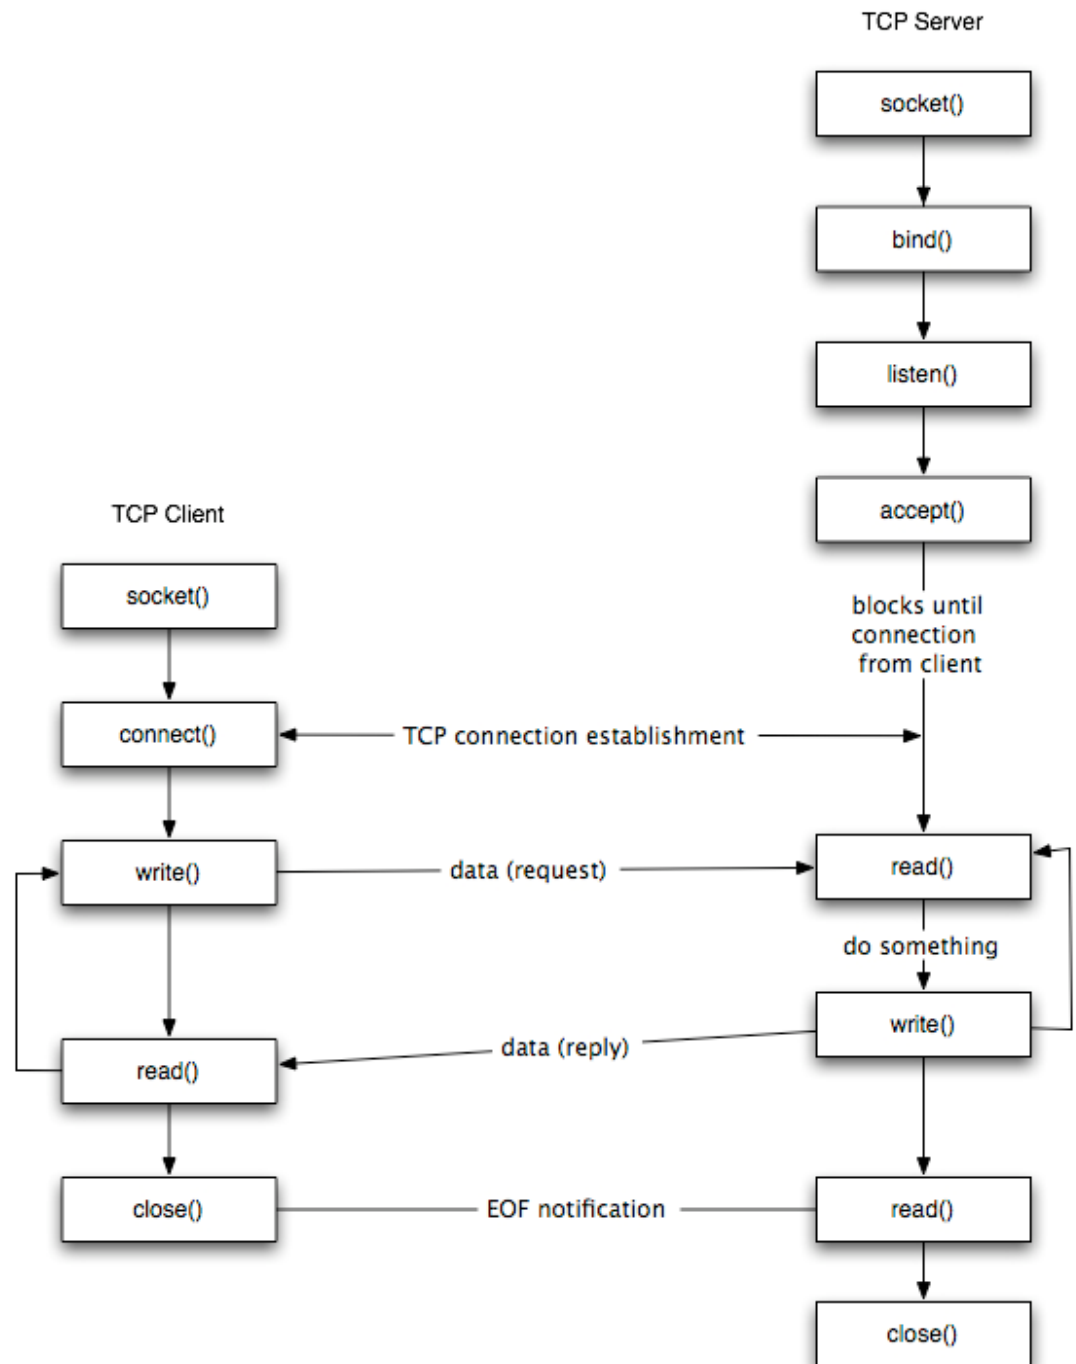 TCP Server
socket()
bind()
listen()
accept()
blocks until
connection
from client
TCP Client
socket()
connect()
TCP connection establishment
write()
data (request)
read()
do something
write()
data (reply)
read()
close()
EOF notification
read()
close()